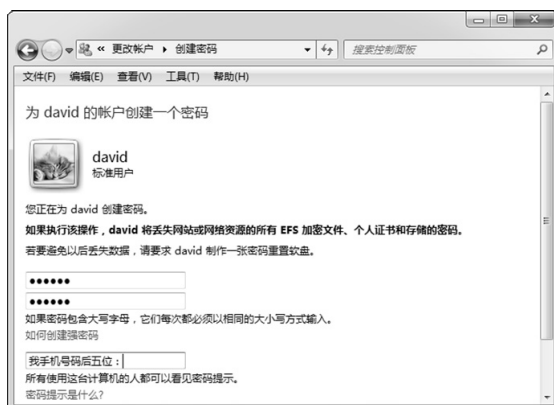 « 更改帐户 ▸ 创建密码 搜索控制面板
文件(F) 编辑(E) 查看(V) 工具(T) 帮助(H)
为 david 的帐户创建一个密码
david
标准用户
您正在为 david 创建密码。
如果执行该操作，david 将丢失网站或网络资源的所有 EFS 加密文件、个人证书和存储的密码。
若要避免以后丢失数据，请要求 david 制作一张密码重置软盘。
●●●●●●
●●●●●●
如果密码包含大写字母，它们每次都必须以相同的大小写方式输入。
如何创建强密码
我手机号码后五位：
所有使用这台计算机的人都可以看见密码提示。
密码提示是什么?